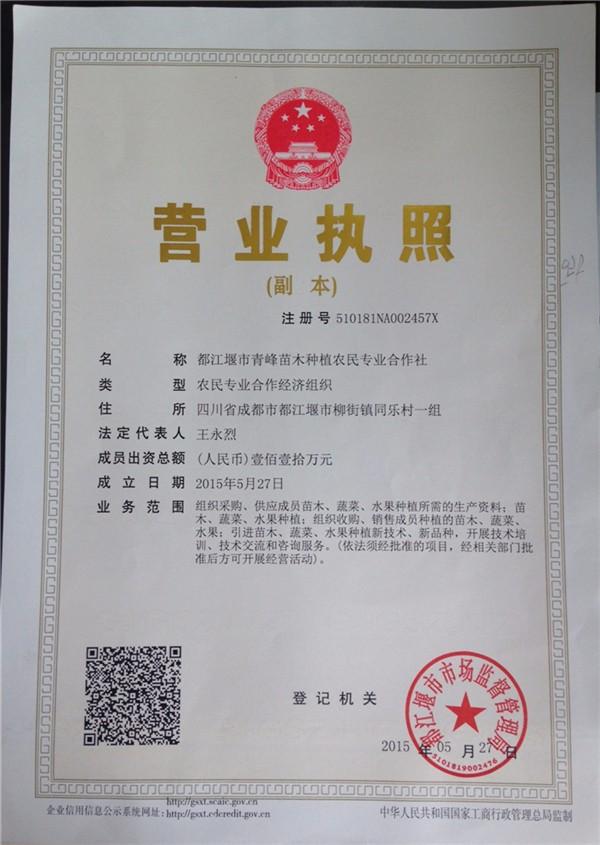 营业执照
(副 本)
注 册 号 510181NA002457X
名 称 都江堰市青峰苗木种植农民专业合作社
类 型 农民专业合作经济组织
住 所 四川省成都市都江堰市柳街镇同乐村一组
法定代表人 王永烈
成员出资总额 (人民币)壹佰壹拾万元
成 立 日 期 2015年5月27日
业 务 范 围 组织采购、供应成员苗木、蔬菜、水果种植所需的生产资料；苗
木、蔬菜、水果种植；组织收购、销售成员种植的苗木、蔬菜、
水果；引进苗木、蔬菜、水果种植新技术、新品种，开展技术培
训、技术交流和咨询服务。(依法须经批准的项目，经相关部门批
准后方可开展经营活动)。
登 记 机 关
都江堰市市场监督管理局
5101819002476
2015 年 05 月 27 日
http://gsxt.scaic.gov.cn
企业信用信息公示系统网址：http://gsxt.cdcredit.gov.cn
中华人民共和国国家工商行政管理总局监制